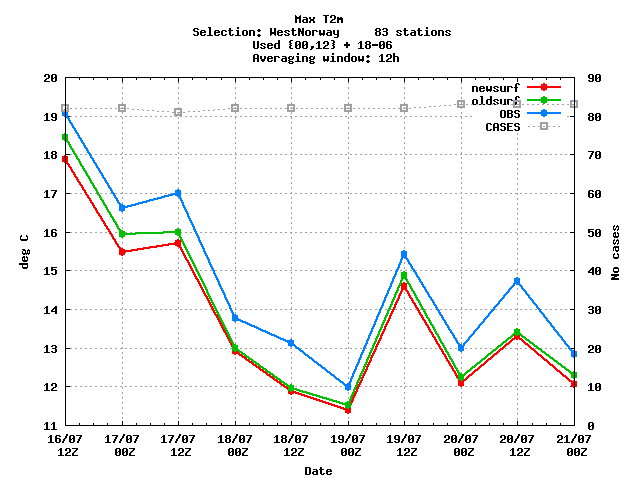 Max T2m
Selection: WestNorway     83 stations
Used {00,12} + 18-06
Averaging window: 12h
20 90
newsurf
oldsurf
OBS
CASES
19 80
18 70
17 60
16 50
15 40
14 30
13 20
12 10
11 0
deg C
No cases
16/07 17/07 17/07 18/07 18/07 19/07 19/07 20/07 20/07 21/07
12Z 00Z 12Z 00Z 12Z 00Z 12Z 00Z 12Z 00Z
Date